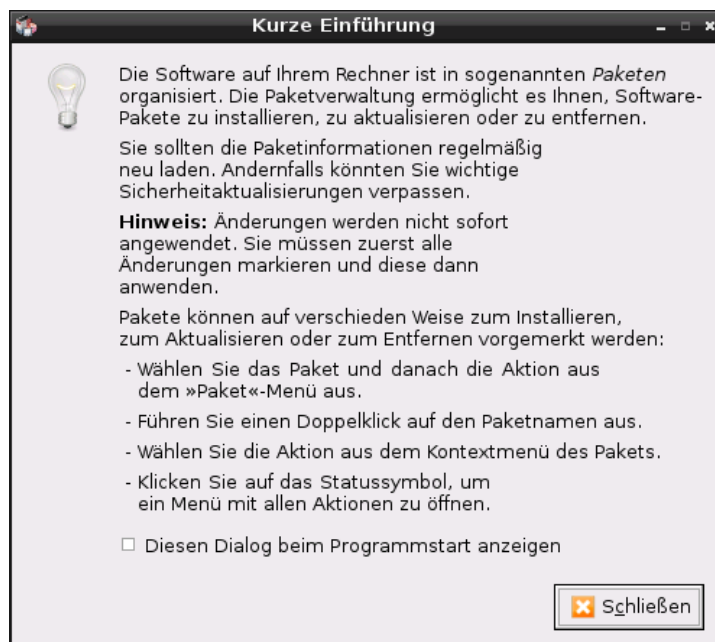 Kurze Einführung
Die Software auf Ihrem Rechner ist in sogenannten Paketen
organisiert. Die Paketverwaltung ermöglicht es Ihnen, Software-
Pakete zu installieren, zu aktualisieren oder zu entfernen.
Sie sollten die Paketinformationen regelmäßig
neu laden. Andernfalls könnten Sie wichtige
Sicherheitaktualisierungen verpassen.
Hinweis: Änderungen werden nicht sofort
angewendet. Sie müssen zuerst alle
Änderungen markieren und diese dann
anwenden.
Pakete können auf verschieden Weise zum Installieren,
zum Aktualisieren oder zum Entfernen vorgemerkt werden:
- Wählen Sie das Paket und danach die Aktion aus
dem »Paket«-Menü aus.
- Führen Sie einen Doppelklick auf den Paketnamen aus.
- Wählen Sie die Aktion aus dem Kontextmenü des Pakets.
- Klicken Sie auf das Statussymbol, um
ein Menü mit allen Aktionen zu öffnen.
Diesen Dialog beim Programmstart anzeigen
Schließen